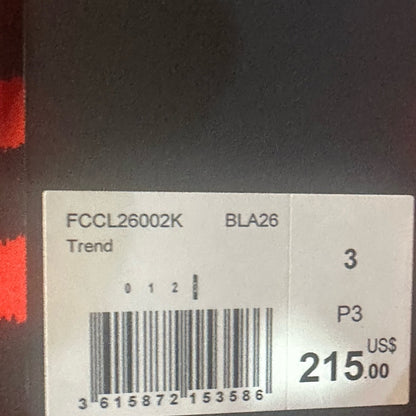 FCCL26002K BLA26
Trend
0 1 2
3 615872 153586
3
P3
US$
215.00